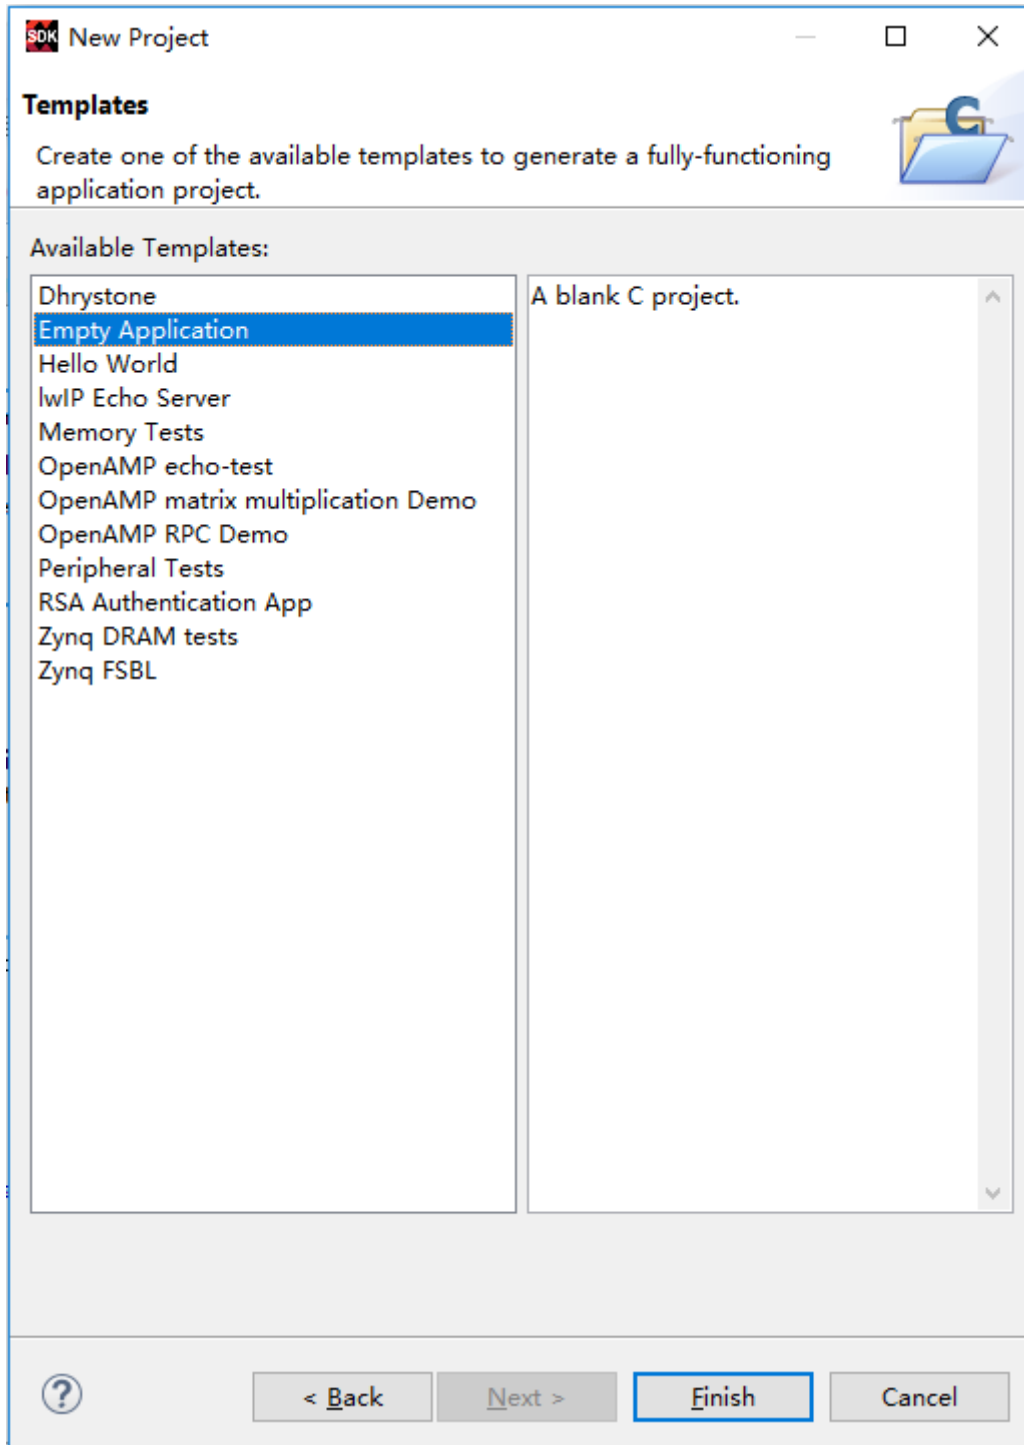 SDK New Project
Templates
Create one of the available templates to generate a fully-functioning
application project.
Available Templates:
Dhrystone
Empty Application
Hello World
lwIP Echo Server
Memory Tests
OpenAMP echo-test
OpenAMP matrix multiplication Demo
OpenAMP RPC Demo
Peripheral Tests
RSA Authentication App
Zynq DRAM tests
Zynq FSBL
A blank C project.
? < Back Next > Finish Cancel